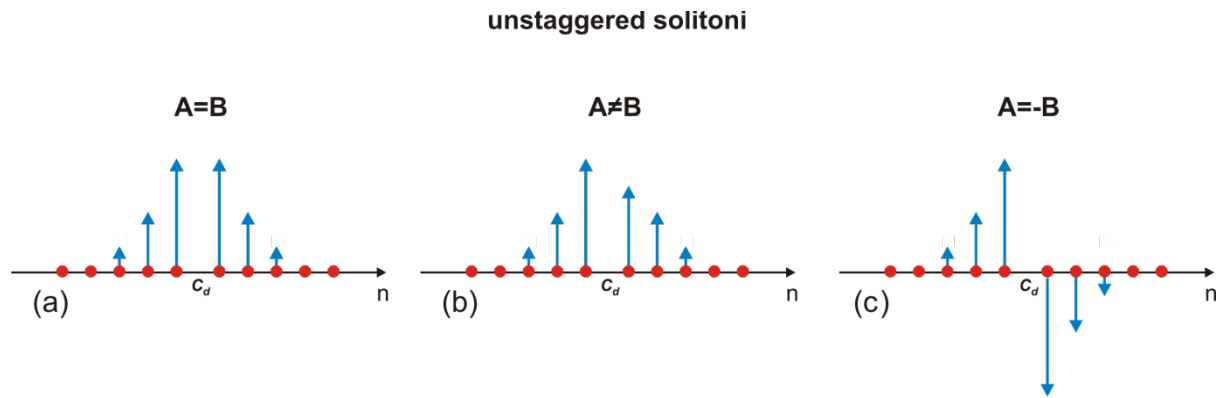 unstaggered solitoni
A=B
A≠B
A=-B
C_d
n
(a)
C_d
n
(b)
C_d
n
(c)